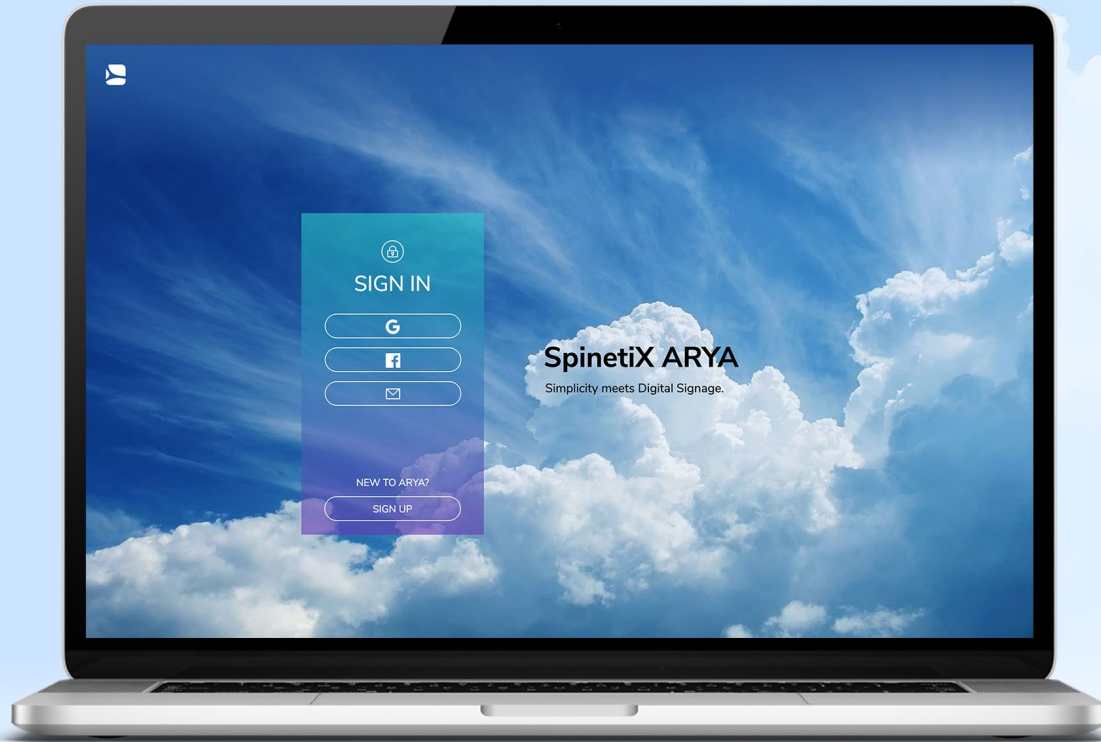 SIGN IN
NEW TO ARYA?
SIGN UP
SpinetiX ARYA
Simplicity meets Digital Signage.